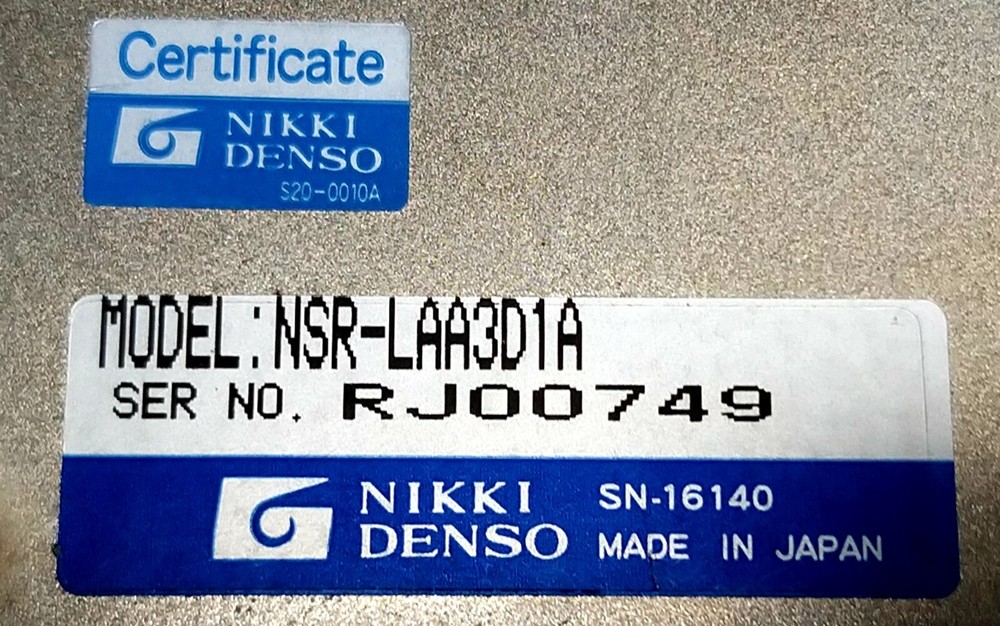 Certificate
NIKKI
DENSO
S20-0010A
MODEL:NSR-LAA3D1A
SER NO. RJ00749
NIKKI
DENSO
SN-16140
MADE IN JAPAN